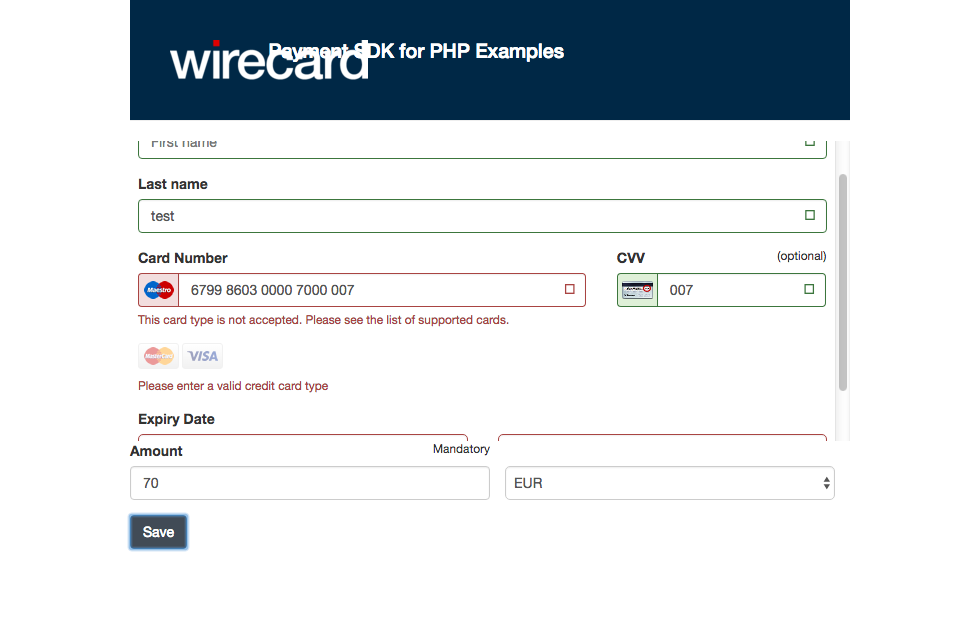 Payment SDK for PHP Examples
wirecard
First name
Last name
test
Card Number
CVV (optional)
Maestro 6799 8603 0000 7000 007
007
This card type is not accepted. Please see the list of supported cards.
MasterCard VISA
Please enter a valid credit card type
Expiry Date
Amount Mandatory
70 EUR
Save